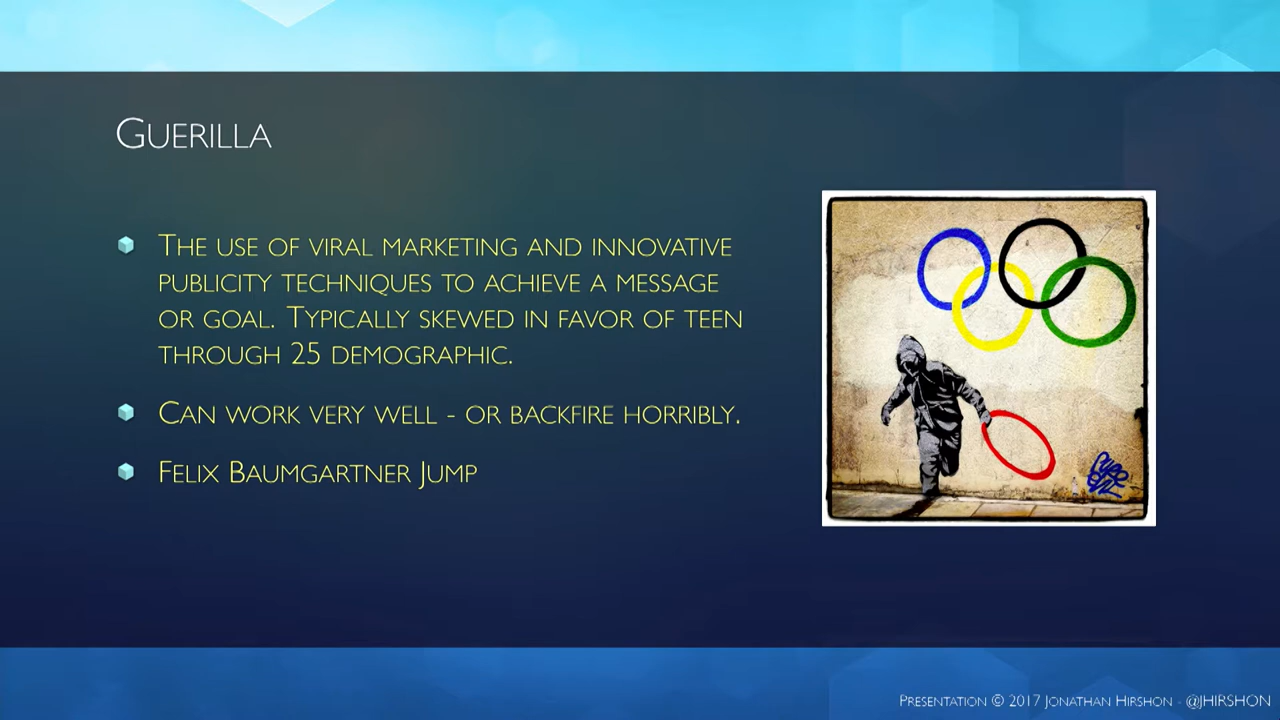 Guerilla
The use of viral marketing and innovative
publicity techniques to achieve a message
or goal. Typically skewed in favor of teen
through 25 demographic.
Can work very well - or backfire horribly.
Felix Baumgartner Jump
Presentation © 2017 Jonathan Hirshon - @JHIRSHON